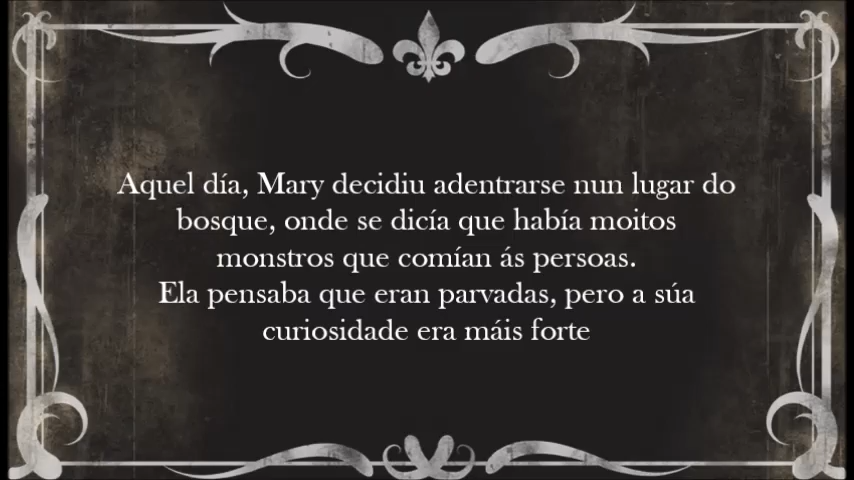 Aquel día, Mary decidiu adentrarse nun lugar do
bosque, onde se dicía que había moitos
monstros que comían ás persoas.
Ela pensaba que eran parvadas, pero a súa
curiosidade era máis forte